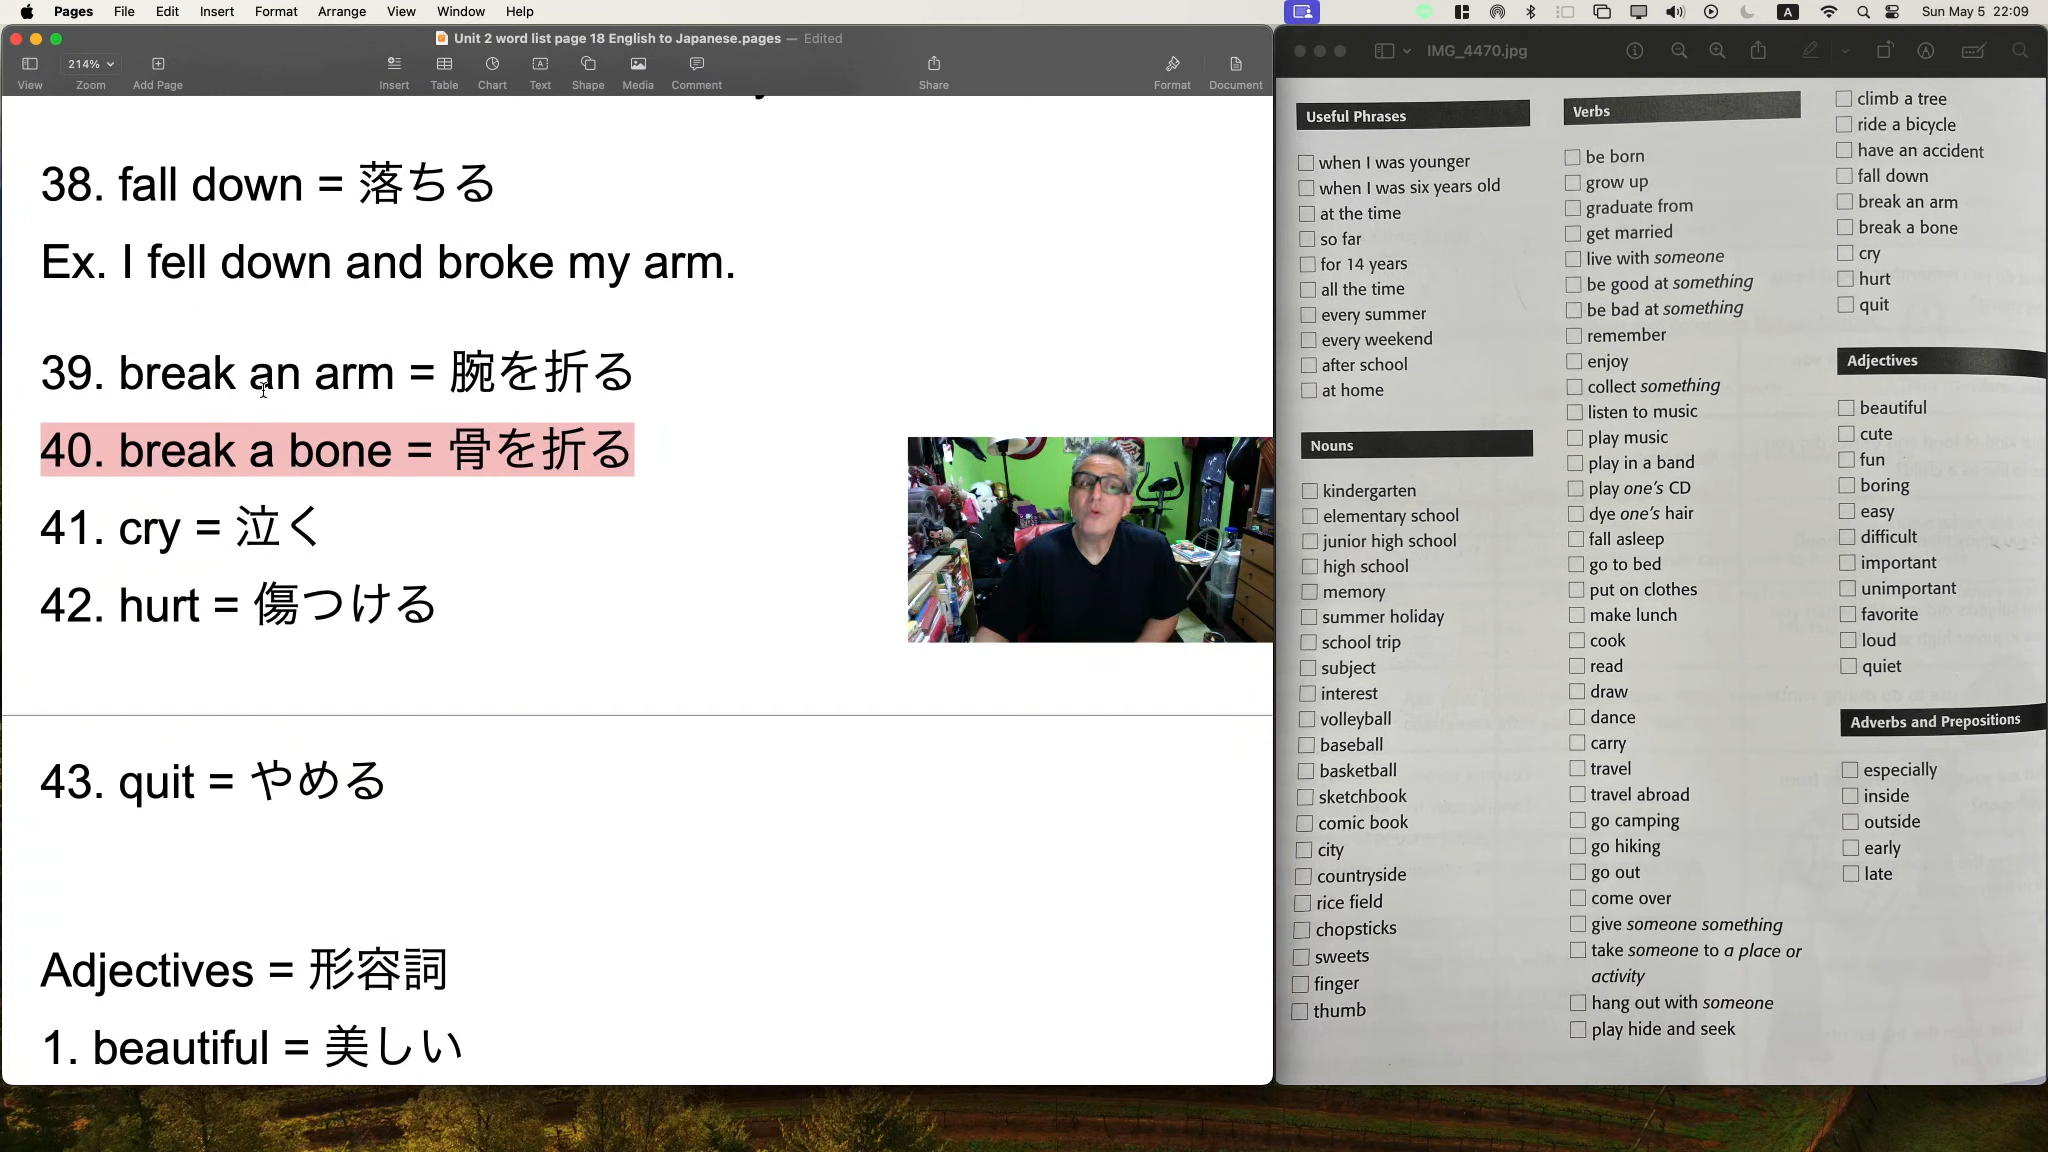 Pages File Edit Insert Format Arrange View Window Help
A Sun May 5 22:09
Unit 2 word list page 18 English to Japanese.pages — Edited
214%
View Zoom Add Page Insert Table Chart Text Shape Media Comment Share Format Document
38. fall down = 落ちる
Ex. I fell down and broke my arm.
39. break an arm = 腕を折る
40. break a bone = 骨を折る
41. cry = 泣く
42. hurt = 傷つける
43. quit = やめる
Adjectives = 形容詞
1. beautiful = 美しい
IMG_4470.jpg
Useful Phrases
when I was younger
when I was six years old
at the time
so far
for 14 years
all the time
every summer
every weekend
after school
at home
Nouns
kindergarten
elementary school
junior high school
high school
memory
summer holiday
school trip
subject
interest
volleyball
baseball
basketball
sketchbook
comic book
city
countryside
rice field
chopsticks
sweets
finger
thumb
Verbs
be born
grow up
graduate from
get married
live with someone
be good at something
be bad at something
remember
enjoy
collect something
listen to music
play music
play in a band
play one's CD
dye one's hair
fall asleep
go to bed
put on clothes
make lunch
cook
read
draw
dance
carry
travel
travel abroad
go camping
go hiking
go out
come over
give someone something
take someone to a place or
activity
hang out with someone
play hide and seek
climb a tree
ride a bicycle
have an accident
fall down
break an arm
break a bone
cry
hurt
quit
Adjectives
beautiful
cute
fun
boring
easy
difficult
important
unimportant
favorite
loud
quiet
Adverbs and Prepositions
especially
inside
outside
early
late